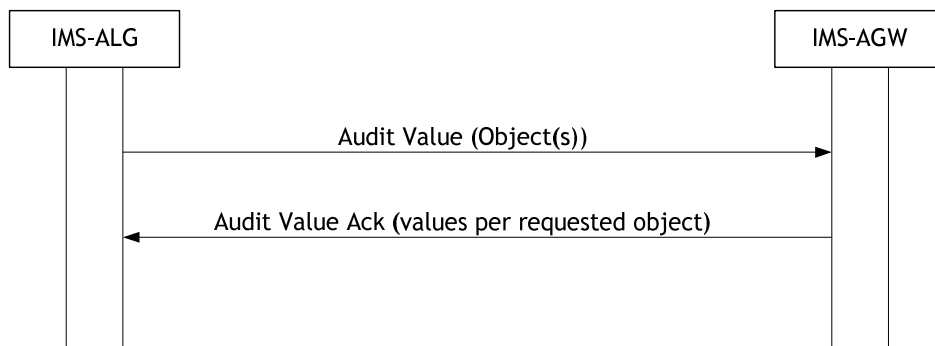 IMS-ALG
IMS-AGW
Audit Value (Object(s))
Audit Value Ack (values per requested object)